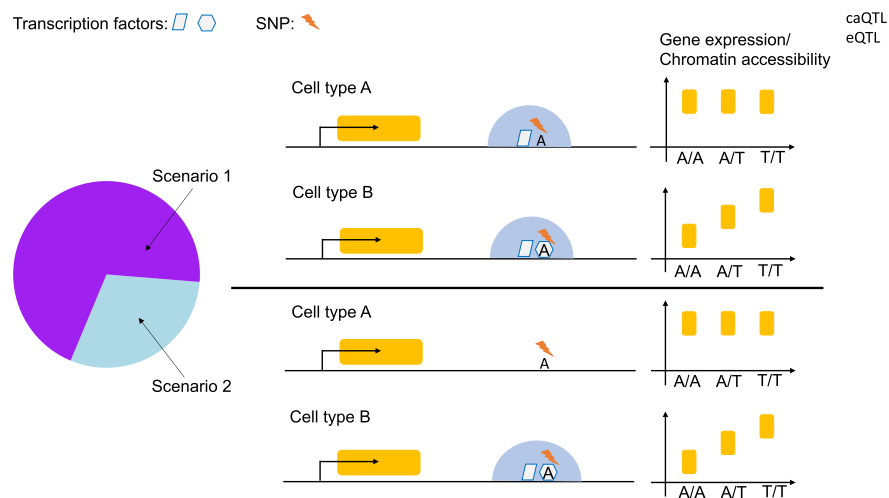 Transcription factors:
SNP:
caQTL
eQTL
Gene expression/
Chromatin accessibility
Cell type A
A
A/A A/T T/T
Scenario 1
Cell type B
A
A/A A/T T/T
Cell type A
A
A/A A/T T/T
Scenario 2
Cell type B
A
A/A A/T T/T